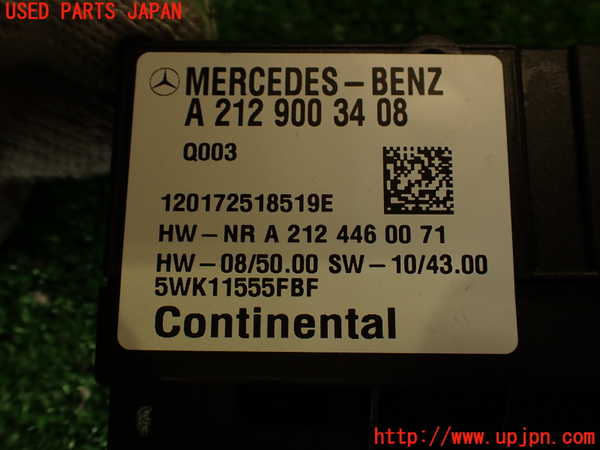 USED PARTS JAPAN
MERCEDES-BENZ
A 212 900 34 08
Q003
120172518519E
HW-NR A 212 446 00 71
HW-08/50.00 SW-10/43.00
5WK11555FBF
Continental
http://www.upjpn.com/